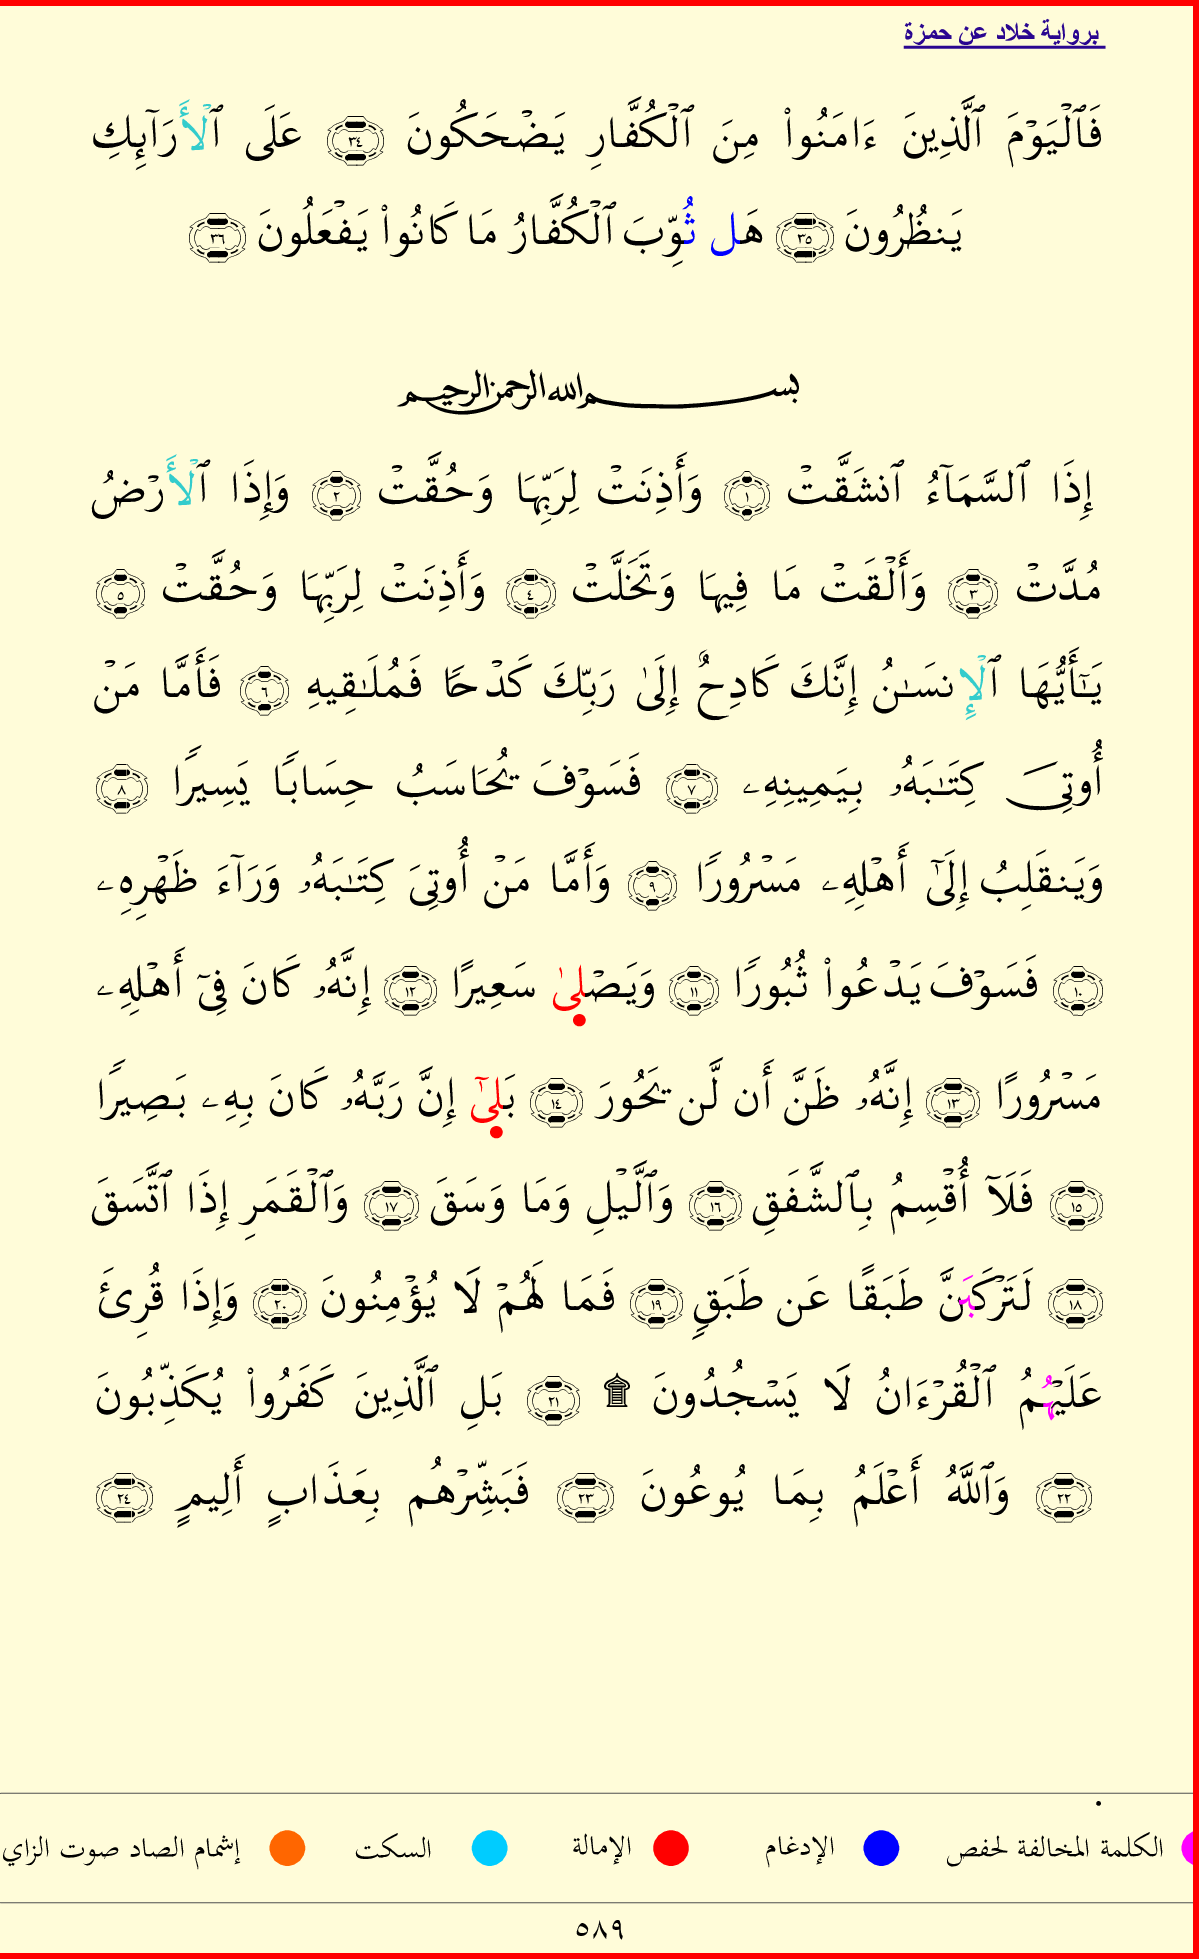 برواية خلاد عن حمزة
فَٱلۡيَوۡمَ ٱلَّذِينَ ءَامَنُواْ مِنَ ٱلۡكُفَّارِ يَضۡحَكُونَ ٣٤ عَلَى ٱلۡأَرَآئِكِ
يَنظُرُونَ ٣٥ هَل ثُّوِّبَ ٱلۡكُفَّارُ مَا كَانُواْ يَفۡعَلُونَ ٣٦
بسم الله الرحمن الرحيم
إِذَا ٱلسَّمَآءُ ٱنشَقَّتۡ ١ وَأَذِنَتۡ لِرَبِّهَا وَحُقَّتۡ ٢ وَإِذَا ٱلۡأَرۡضُ
مُدَّتۡ ٣ وَأَلۡقَتۡ مَا فِيهَا وَتَخَلَّتۡ ٤ وَأَذِنَتۡ لِرَبِّهَا وَحُقَّتۡ ٥
يَـٰٓأَيُّهَا ٱلۡإِنسَـٰنُ إِنَّكَ كَادِحٌ إِلَىٰ رَبِّكَ كَدۡحًا فَمُلَـٰقِيهِ ٦ فَأَمَّا مَنۡ
أُوتِيَ كِتَـٰبَهُۥ بِيَمِينِهِۦ ٧ فَسَوۡفَ يُحَاسَبُ حِسَابًا يَسِيرًا ٨
وَيَنقَلِبُ إِلَىٰٓ أَهۡلِهِۦ مَسۡرُورًا ٩ وَأَمَّا مَنۡ أُوتِيَ كِتَـٰبَهُۥ وَرَآءَ ظَهۡرِهِۦ
١٠ فَسَوۡفَ يَدۡعُواْ ثُبُورًا ١١ وَيَصۡلىٰ سَعِيرًا ١٢ إِنَّهُۥ كَانَ فِيٓ أَهۡلِهِۦ
مَسۡرُورًا ١٣ إِنَّهُۥ ظَنَّ أَن لَّن يَحُورَ ١٤ بَلىٰٓ إِنَّ رَبَّهُۥ كَانَ بِهِۦ بَصِيرًا
١٥ فَلَآ أُقۡسِمُ بِٱلشَّفَقِ ١٦ وَٱلَّيۡلِ وَمَا وَسَقَ ١٧ وَٱلۡقَمَرِ إِذَا ٱتَّسَقَ
١٨ لَتَرۡكَبَنَّ طَبَقًا عَن طَبَقٍ ١٩ فَمَا لَهُمۡ لَا يُؤۡمِنُونَ ٢٠ وَإِذَا قُرِئَ
عَلَيۡهُمُ ٱلۡقُرۡءَانُ لَا يَسۡجُدُونَ ۩ ٢١ بَلِ ٱلَّذِينَ كَفَرُواْ يُكَذِّبُونَ
٢٢ وَٱللَّهُ أَعۡلَمُ بِمَا يُوعُونَ ٢٣ فَبَشِّرۡهُم بِعَذَابٍ أَلِيمٍ ٢٤
الكلمة المخالفة لحفص الإدغام الإمالة السكت إشمام الصاد صوت الزاي
٥٨٩